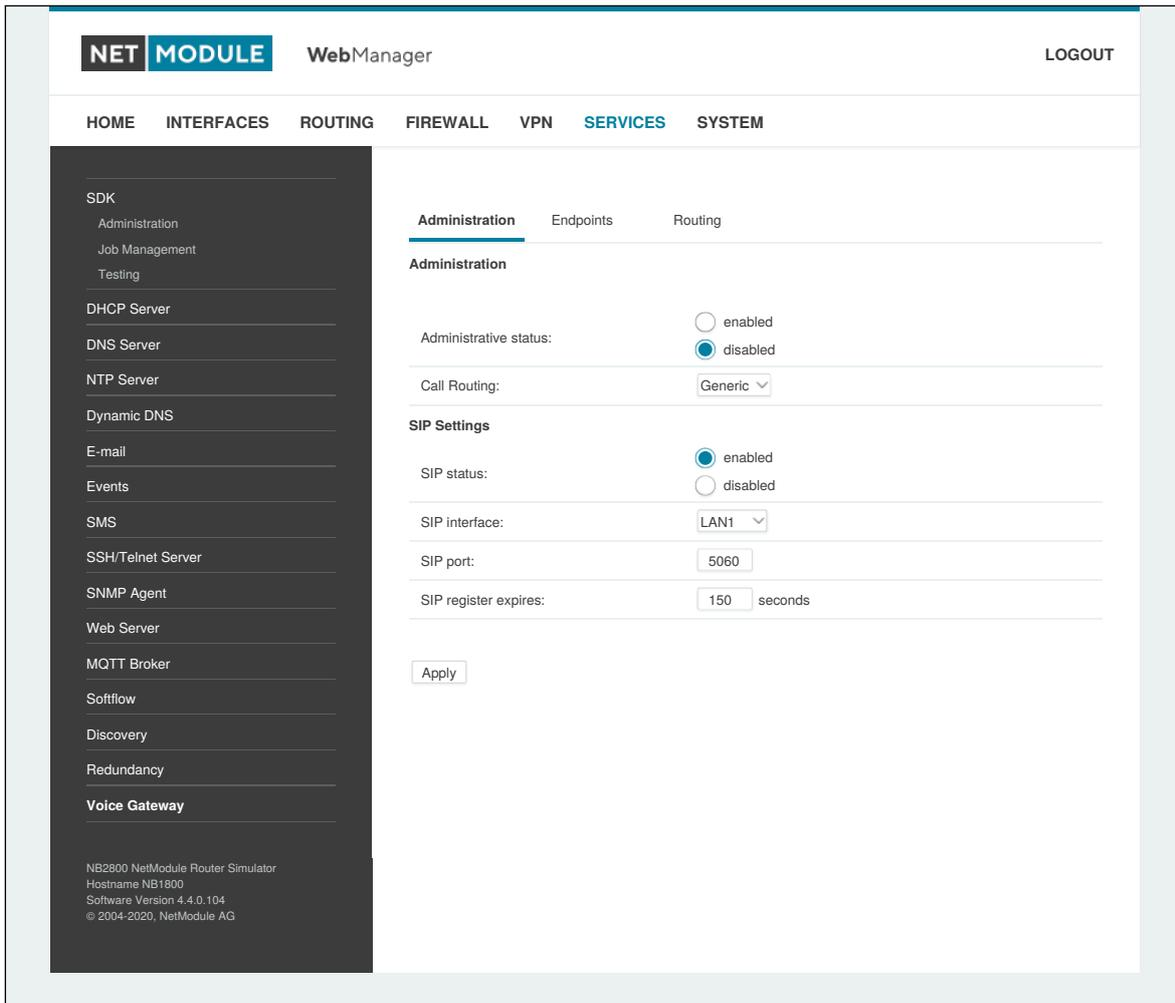 NET MODULE WebManager LOGOUT
HOME INTERFACES ROUTING FIREWALL VPN SERVICES SYSTEM
SDK
Administration
Job Management
Testing
DHCP Server
DNS Server
NTP Server
Dynamic DNS
E-mail
Events
SMS
SSH/Telnet Server
SNMP Agent
Web Server
MQTT Broker
Softflow
Discovery
Redundancy
Voice Gateway
NB2800 NetModule Router Simulator
Hostname NB1800
Software Version 4.4.0.104
© 2004-2020, NetModule AG
Administration Endpoints Routing
Administration
Administrative status:
enabled
disabled
Call Routing: Generic
SIP Settings
SIP status:
enabled
disabled
SIP interface: LAN1
SIP port: 5060
SIP register expires: 150 seconds
Apply